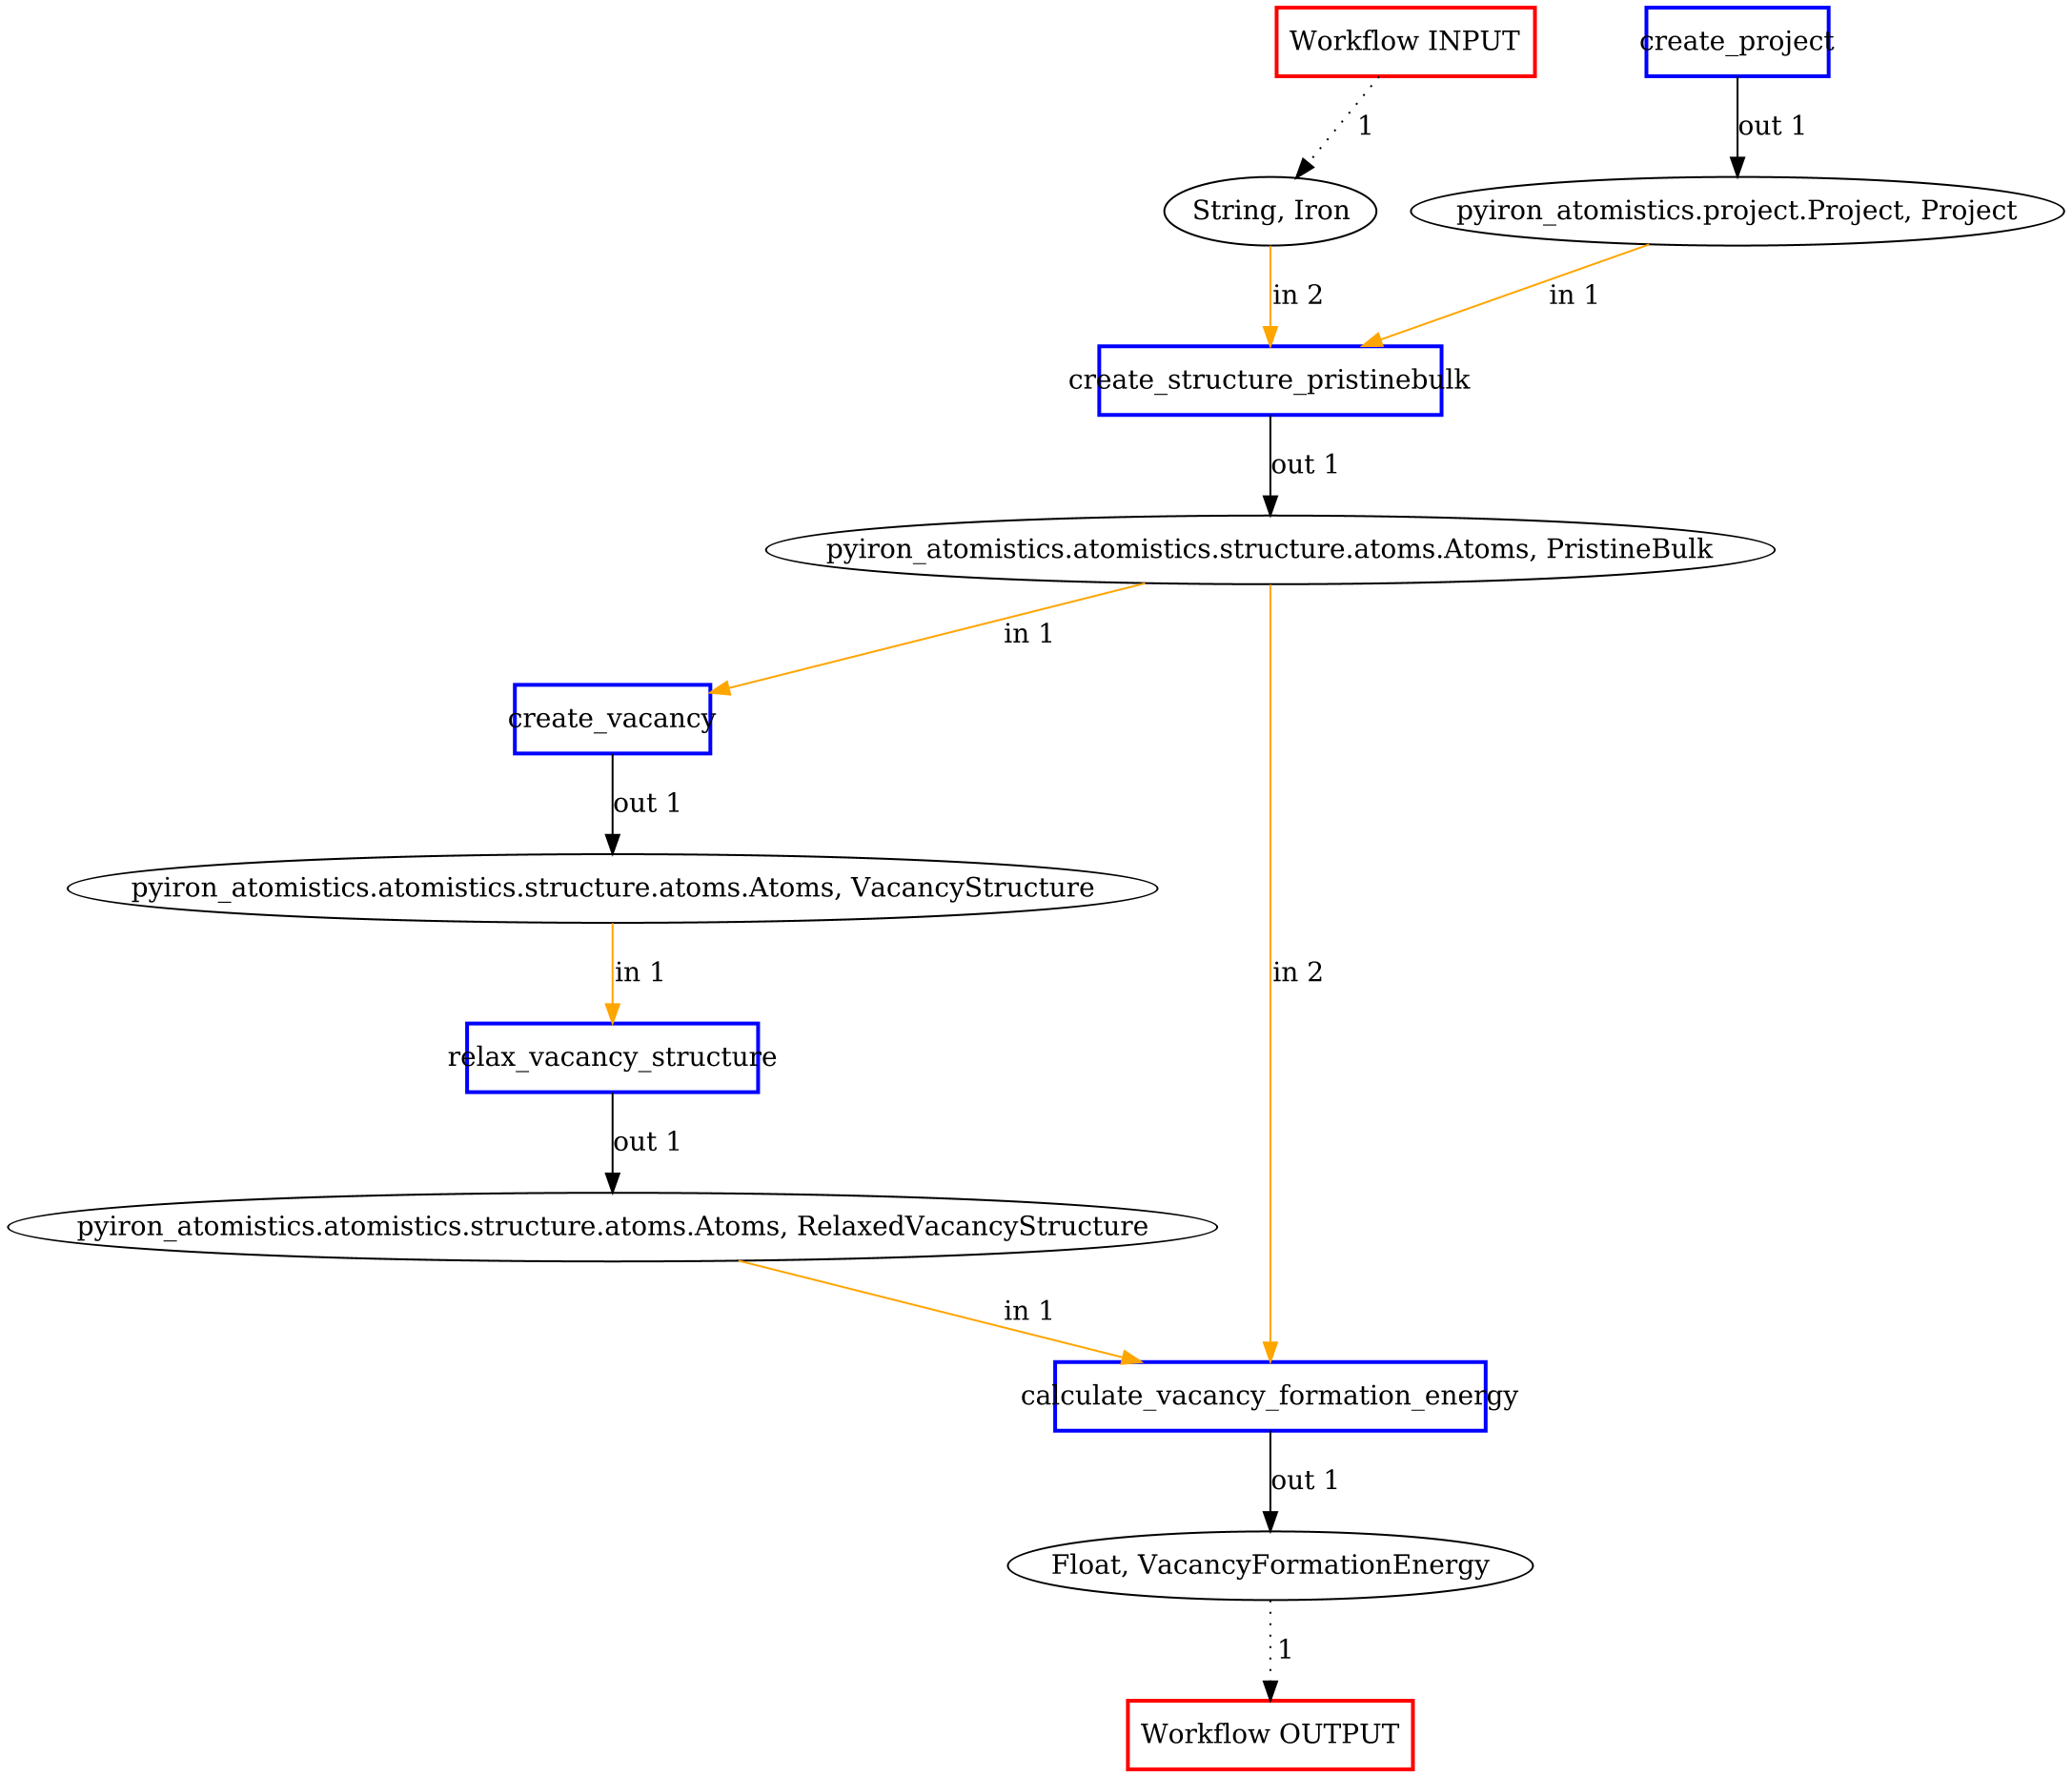 Workflow INPUT
create_project
1
out 1
String, Iron
pyiron_atomistics.project.Project, Project
in 2
in 1
create_structure_pristinebulk
out 1
pyiron_atomistics.atomistics.structure.atoms.Atoms, PristineBulk
in 1
create_vacancy
out 1
pyiron_atomistics.atomistics.structure.atoms.Atoms, VacancyStructure
in 1
in 2
relax_vacancy_structure
out 1
pyiron_atomistics.atomistics.structure.atoms.Atoms, RelaxedVacancyStructure
in 1
calculate_vacancy_formation_energy
out 1
Float, VacancyFormationEnergy
1
Workflow OUTPUT